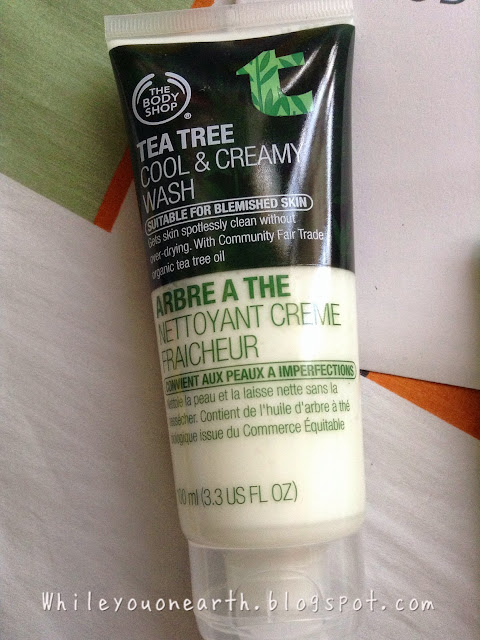 THE
BODY
SHOP®
TEA TREE
COOL & CREAMY
WASH
SUITABLE FOR BLEMISHED SKIN
Gets skin spotlessly clean without
over-drying. With Community Fair Trade
organic tea tree oil
ARBRE A THE
NETTOYANT CREME
FRAICHEUR
CONVIENT AUX PEAUX A IMPERFECTIONS
la peau et la laisse nette sans la
Contient de l'huile d'arbre à thé
issue du Commerce Équitable
100 ml (3.3 US FL OZ)
Whileyouonearth.blogspot.com